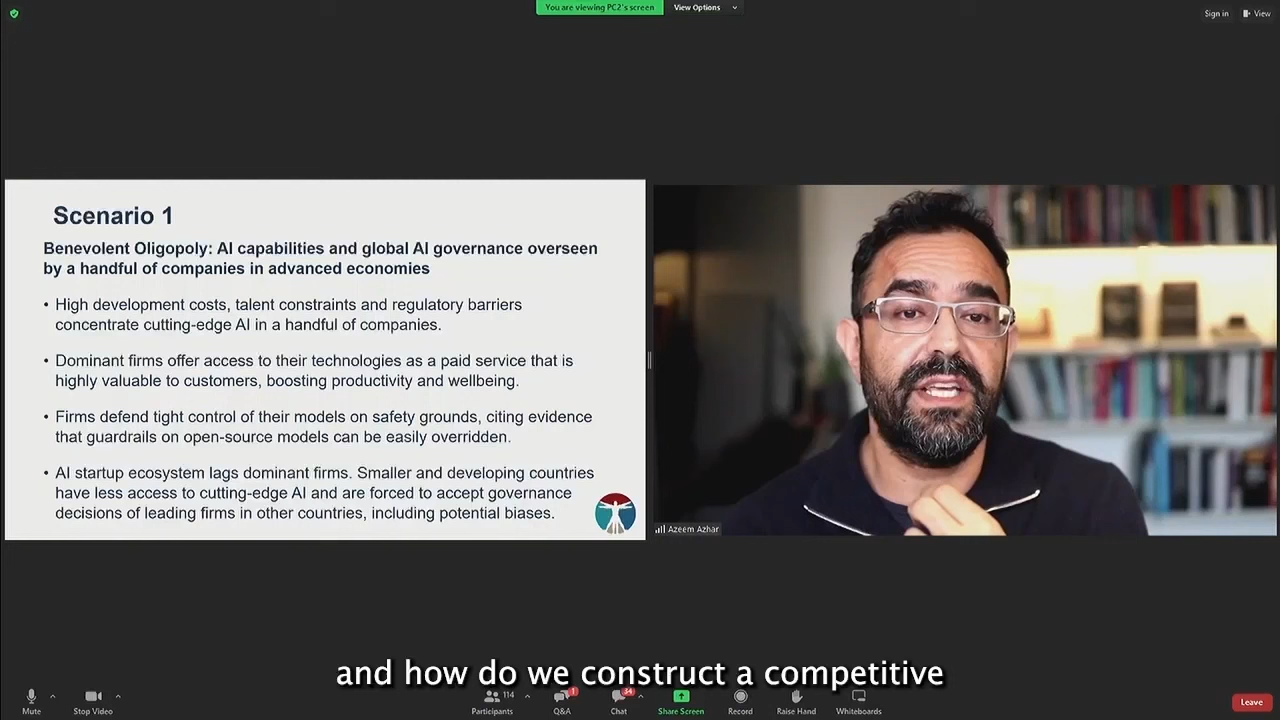 You are viewing PC2's screen
View Options
Sign in
View
Scenario 1
Benevolent Oligopoly: AI capabilities and global AI governance overseen
by a handful of companies in advanced economies
• High development costs, talent constraints and regulatory barriers
concentrate cutting-edge AI in a handful of companies.
• Dominant firms offer access to their technologies as a paid service that is
highly valuable to customers, boosting productivity and wellbeing.
• Firms defend tight control of their models on safety grounds, citing evidence
that guardrails on open-source models can be easily overridden.
• AI startup ecosystem lags dominant firms. Smaller and developing countries
have less access to cutting-edge AI and are forced to accept governance
decisions of leading firms in other countries, including potential biases.
Azeem Azhar
and how do we construct a competitive
Mute
Stop Video
Participants
114
Q&A
1
Chat
34
Share Screen
Record
Raise Hand
Whiteboards
Leave